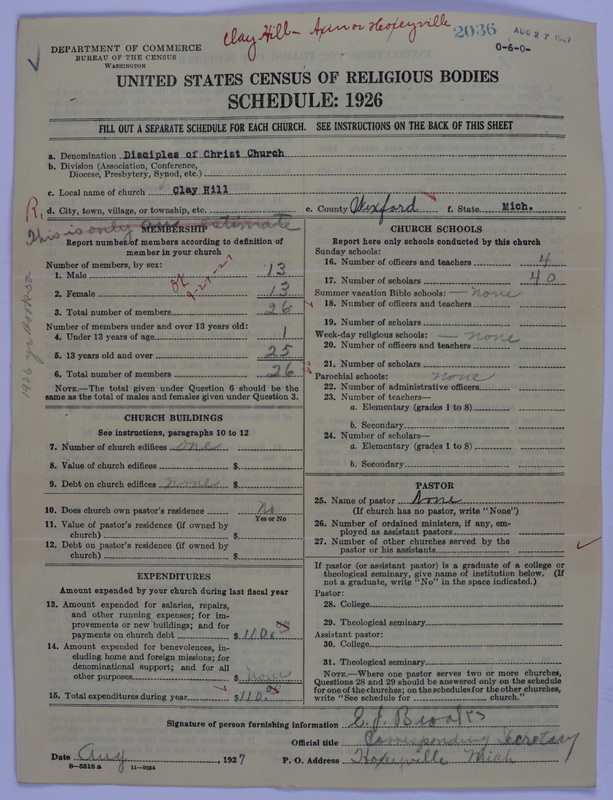 Clay Hill - Axin or Hoxeyville 2036 AUG 27 1927
DEPARTMENT OF COMMERCE
BUREAU OF THE CENSUS
WASHINGTON
0-6-0-
UNITED STATES CENSUS OF RELIGIOUS BODIES
SCHEDULE: 1926
FILL OUT A SEPARATE SCHEDULE FOR EACH CHURCH. SEE INSTRUCTIONS ON THE BACK OF THIS SHEET
a. Denomination Disciples of Christ Church
b. Division (Association, Conference,
Diocese, Presbytery, Synod, etc.)
c. Local name of church Clay Hill
R. d. City, town, village, or township, etc. e. County Wexford f. State Mich.
This is only an estimate
MEMBERSHIP
Report number of members according to definition of
member in your church
Number of members, by sex:
1. Male 13
OK
9-27-27
2. Female 13
3. Total number of members 26
Number of members under and over 13 years old:
4. Under 13 years of age 1
5. 13 years old and over 25
6. Total number of members 26
NOTE.—The total given under Question 6 should be the
same as the total of males and females given under Question 3.
1926 yr Book-50-
CHURCH BUILDINGS
See instructions, paragraphs 10 to 12
7. Number of church edifices one
8. Value of church edifices $
9. Debt on church edifices none $
10. Does church own pastor's residence No
Yes or No
11. Value of pastor's residence (if owned by
church) $
12. Debt on pastor's residence (if owned by
church) $
EXPENDITURES
Amount expended by your church during last fiscal year
13. Amount expended for salaries, repairs,
and other running expenses; for im-
provements or new buildings; and for
payments on church debt $
14. Amount expended for benevolences, in-
cluding home and foreign missions; for
denominational support; and for all
other purposes $ None
15. Total expenditures during year $
CHURCH SCHOOLS
Report here only schools conducted by this church
Sunday schools:
16. Number of officers and teachers 4
17. Number of scholars 40
Summer vacation Bible schools: — none
18. Number of officers and teachers
19. Number of scholars
Week-day religious schools: — none
20. Number of officers and teachers
21. Number of scholars
Parochial schools: none
22. Number of administrative officers
23. Number of teachers—
a. Elementary (grades 1 to 8)
b. Secondary
24. Number of scholars—
a. Elementary (grades 1 to 8)
b. Secondary
PASTOR
25. Name of pastor None
(If church has no pastor, write "None")
26. Number of ordained ministers, if any, em-
ployed as assistant pastors
27. Number of other churches served by the
pastor or his assistants
If pastor (or assistant pastor) is a graduate of a college or
theological seminary, give name of institution below. (If
not a graduate, write "No" in the space indicated.)
Pastor:
28. College
29. Theological seminary
Assistant pastor:
30. College
31. Theological seminary
NOTE.—Where one pastor serves two or more churches,
Questions 28 and 29 should be answered only on the schedule
for one of the churches; on the schedules for the other churches,
write "See schedule for church."
Signature of person furnishing information E. J. Brooks
Official title Corresponding Secretary
Date Aug, 1927 P. O. Address Hoxeyville Mich
8-5518 a 11-9034